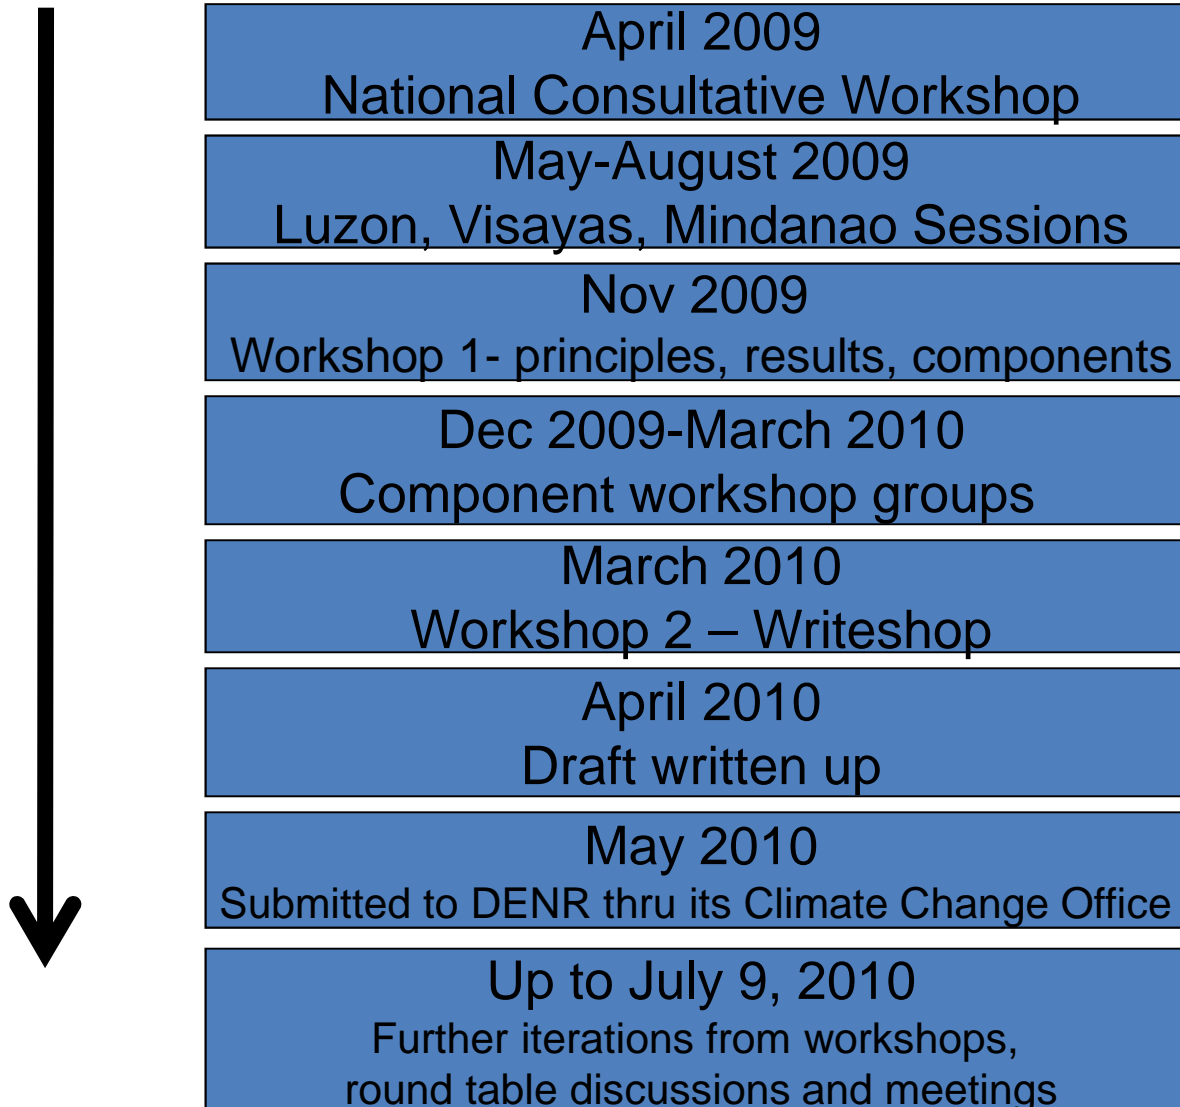 April 2009
National Consultative Workshop
May-August 2009
Luzon, Visayas, Mindanao Sessions
Nov 2009
Workshop 1- principles, results, components
Dec 2009-March 2010
Component workshop groups
March 2010
Workshop 2 – Writeshop
April 2010
Draft written up
May 2010
Submitted to DENR thru its Climate Change Office
Up to July 9, 2010
Further iterations from workshops,
round table discussions and meetings